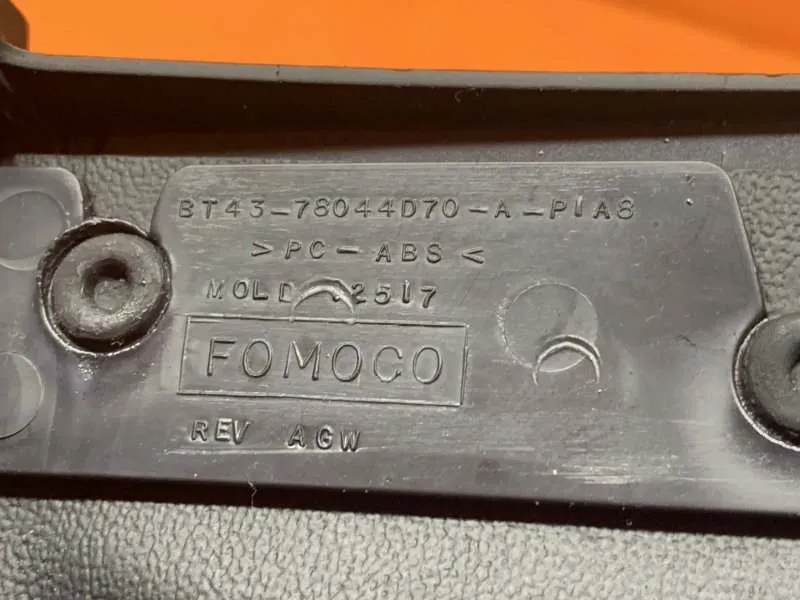 BT43-78044D70-A-PIA8
>PC-ABS<
MOLD
FOMOCO
REV AGW